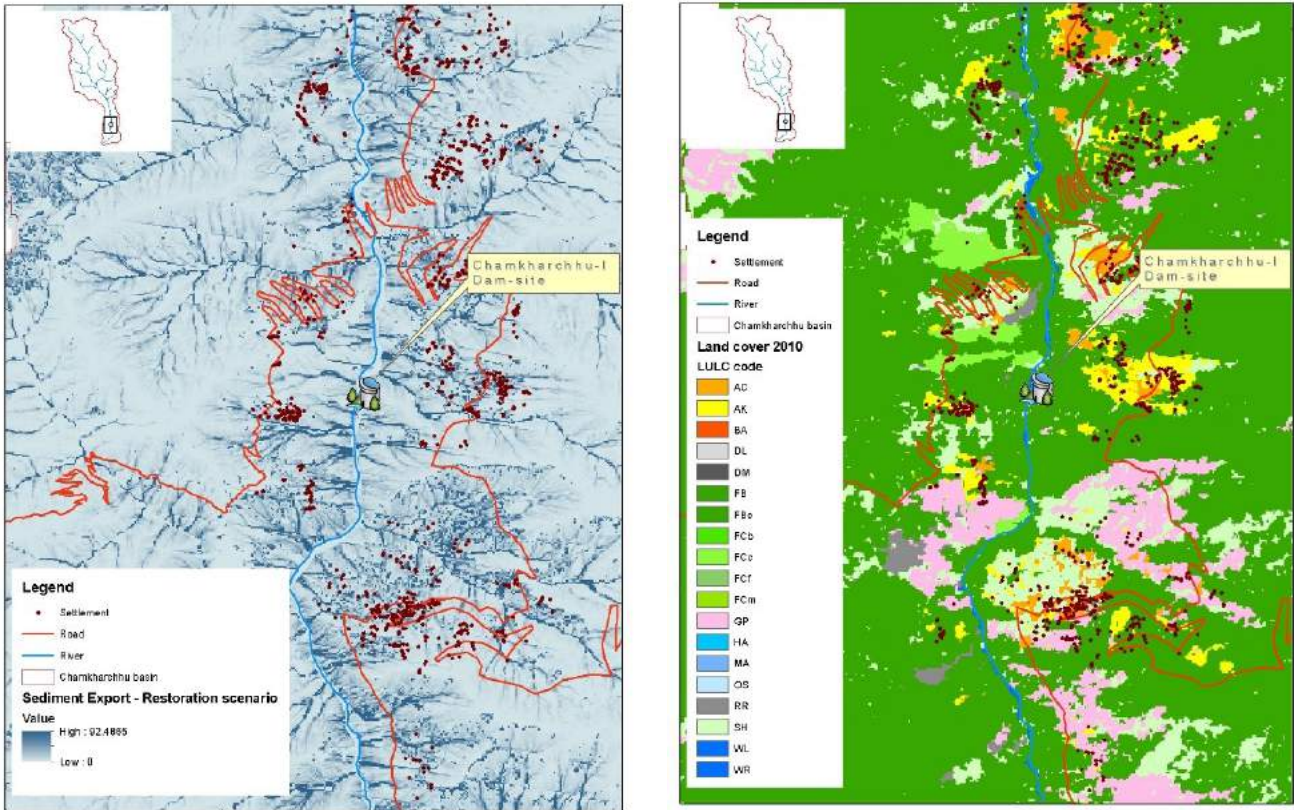 Chamkharchhu-I
Dam-site
Legend
Settlement
Road
River
Chamkharchhu basin
Sediment Export - Restoration scenario
Value
High : 92.4865
Low : 0
Chamkharchhu-I
Dam-site
Legend
Settlement
Road
River
Chamkharchhu basin
Land cover 2010
LULC code
AC
AK
BA
DL
DM
FB
FBo
FCb
FCc
FCf
FCm
GP
HA
MA
OS
RR
SH
WL
WR